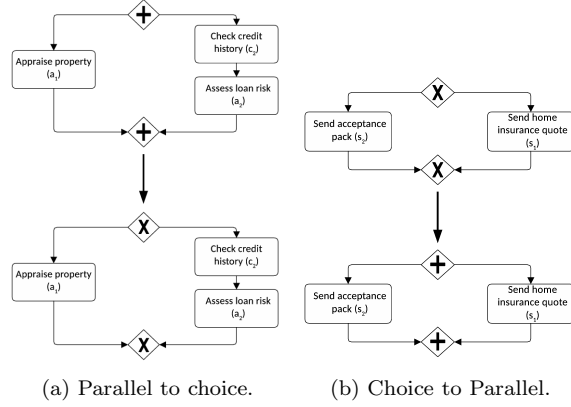 Appraise property
(a1)
Check credit
history (c2)
Assess loan risk
(a2)
Appraise property
(a1)
Check credit
history (c2)
Assess loan risk
(a2)
(a) Parallel to choice.
X
X
Send acceptance
pack (s2)
Send home
insurance quote
(s1)
X
X
Send acceptance
pack (s2)
Send home
insurance quote
(s1)
(b) Choice to Parallel.